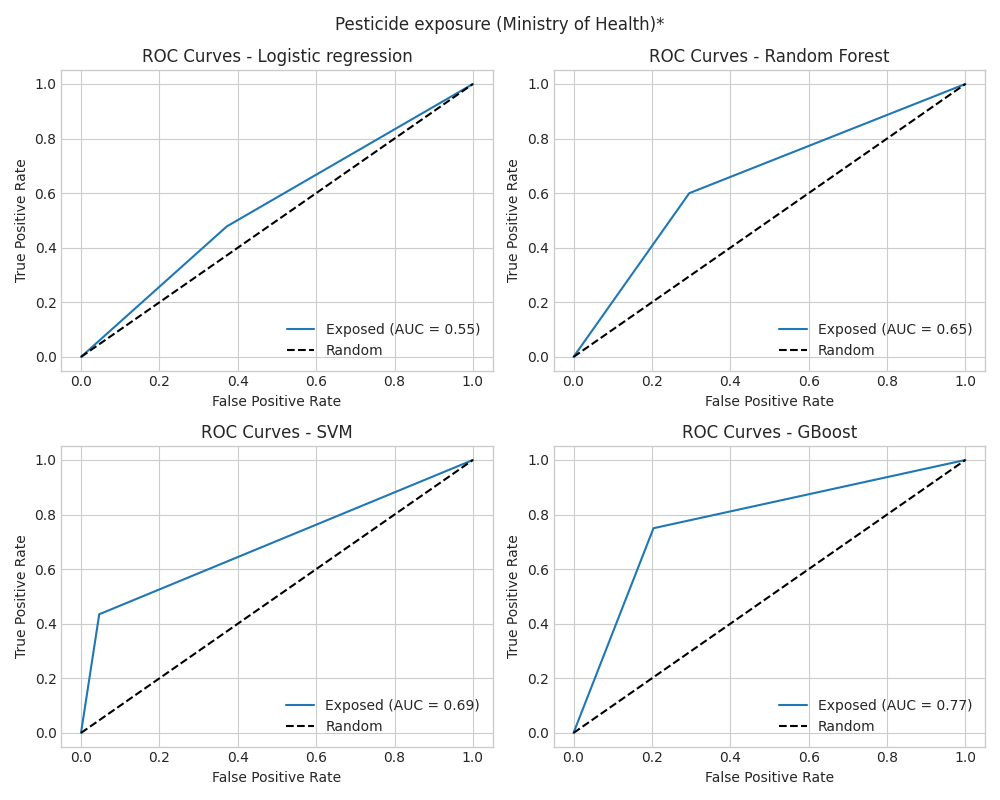 Pesticide exposure (Ministry of Health)*
ROC Curves - Logistic regression
1.0
0.8
0.6
0.4
0.2
0.0
True Positive Rate
Exposed (AUC = 0.55)
Random
0.0 0.2 0.4 0.6 0.8 1.0
False Positive Rate
ROC Curves - Random Forest
1.0
0.8
0.6
0.4
0.2
0.0
True Positive Rate
Exposed (AUC = 0.65)
Random
0.0 0.2 0.4 0.6 0.8 1.0
False Positive Rate
ROC Curves - SVM
1.0
0.8
0.6
0.4
0.2
0.0
True Positive Rate
Exposed (AUC = 0.69)
Random
0.0 0.2 0.4 0.6 0.8 1.0
False Positive Rate
ROC Curves - GBoost
1.0
0.8
0.6
0.4
0.2
0.0
True Positive Rate
Exposed (AUC = 0.77)
Random
0.0 0.2 0.4 0.6 0.8 1.0
False Positive Rate